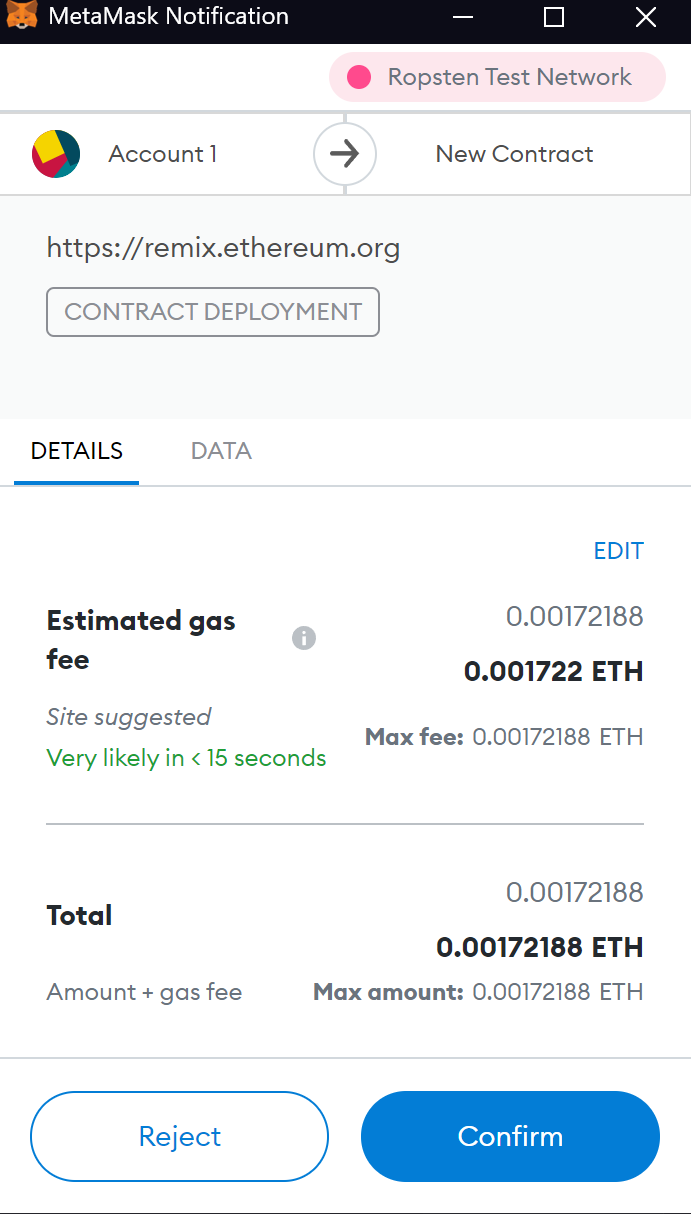 MetaMask Notification
Ropsten Test Network
Account 1
New Contract
https://remix.ethereum.org
CONTRACT DEPLOYMENT
DETAILS
DATA
EDIT
Estimated gas
fee
0.00172188
0.001722 ETH
Site suggested
Very likely in < 15 seconds
Max fee: 0.00172188 ETH
Total
0.00172188
0.00172188 ETH
Amount + gas fee
Max amount: 0.00172188 ETH
Reject
Confirm